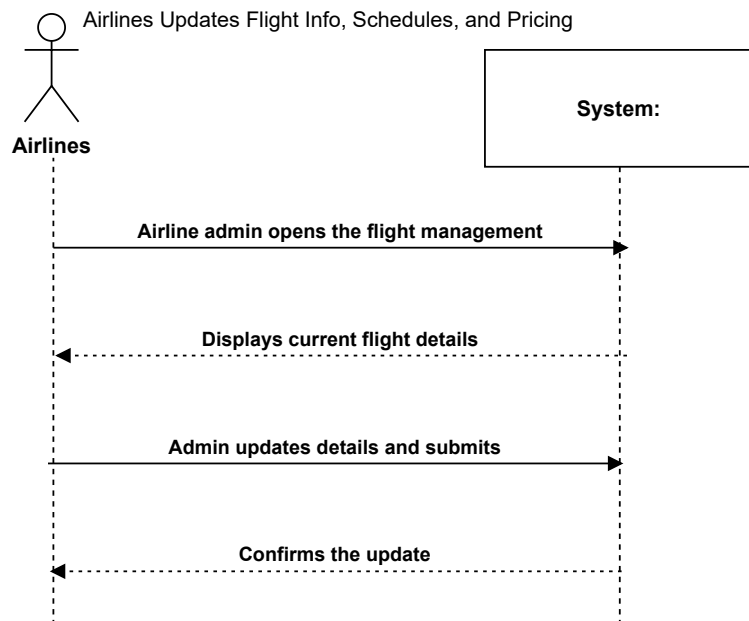 Airlines Updates Flight Info, Schedules, and Pricing
System:
Airlines
Airline admin opens the flight management
Displays current flight details
Admin updates details and submits
Confirms the update